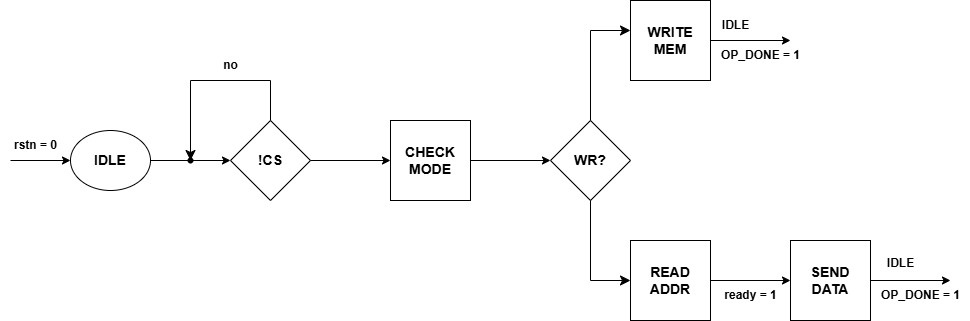 IDLE
WRITE
MEM
OP_DONE = 1
no
rstn = 0
IDLE
!CS
CHECK
MODE
WR?
READ
ADDR
ready = 1
SEND
DATA
IDLE
OP_DONE = 1